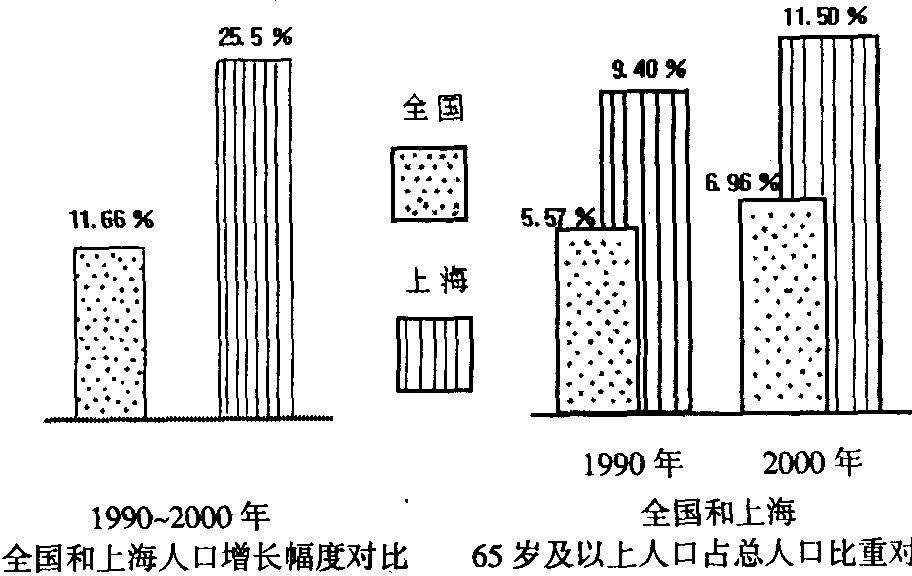 25.5 %
11.66 %
1990~2000 年
全国和上海人口增长幅度对比
全国
上海
11.50 %
9.40 %
6.96 %
5.57 %
1990 年
2000 年
全国和上海
65 岁及以上人口占总人口比重对